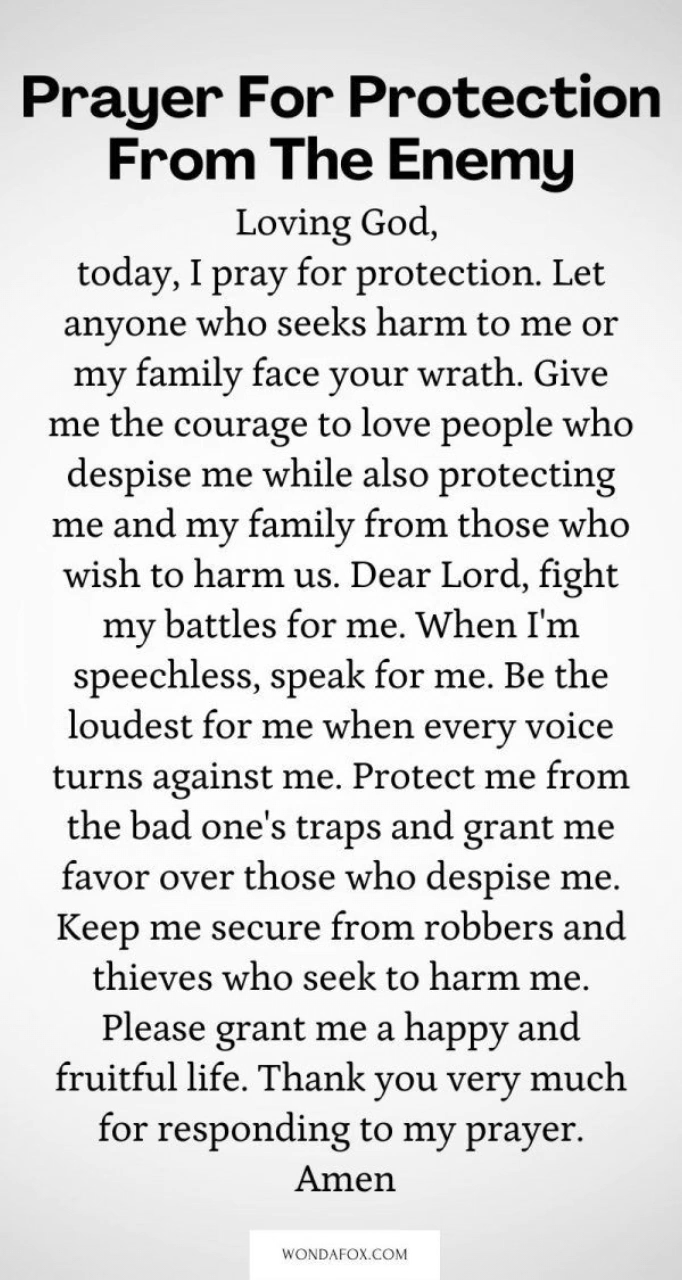 Prayer For Protection
From The Enemy
Loving God,
today, I pray for protection. Let
anyone who seeks harm to me or
my family face your wrath. Give
me the courage to love people who
despise me while also protecting
me and my family from those who
wish to harm us. Dear Lord, fight
my battles for me. When I'm
speechless, speak for me. Be the
loudest for me when every voice
turns against me. Protect me from
the bad one's traps and grant me
favor over those who despise me.
Keep me secure from robbers and
thieves who seek to harm me.
Please grant me a happy and
fruitful life. Thank you very much
for responding to my prayer.
Amen
WONDAFOX.COM